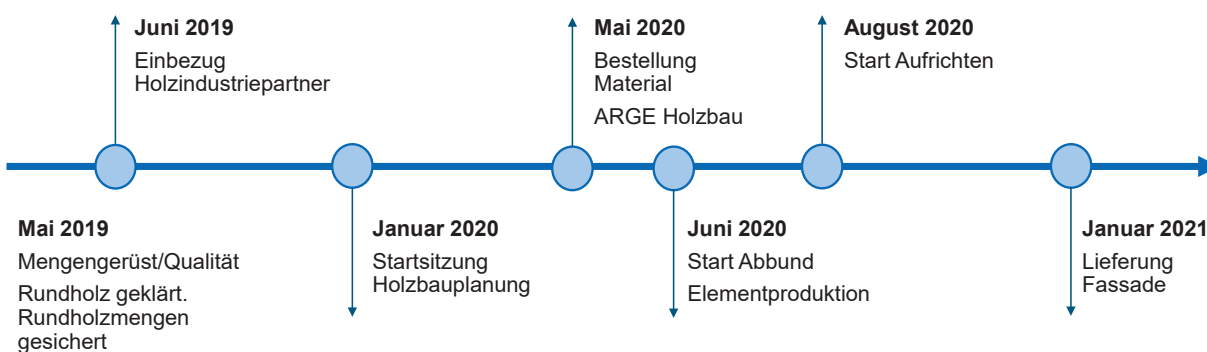 Juni 2019
Einbezug
Holzindustriepartner
Mai 2020
Bestellung
Material
ARGE Holzbau
August 2020
Start Aufrichten
Mai 2019
Mengengerüst/Qualität
Rundholz geklärt.
Rundholzmengen
gesichert
Januar 2020
Startsitzung
Holzbauplanung
Juni 2020
Start Abbund
Elementproduktion
Januar 2021
Lieferung
Fassade